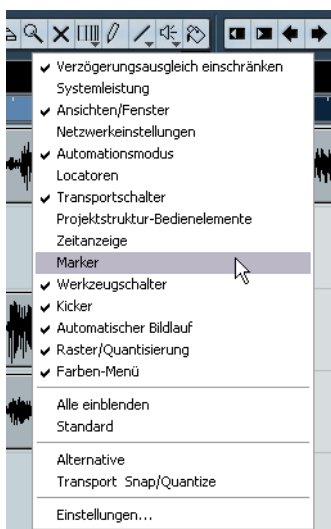 Verzögerungsausgleich einschränken
Systemleistung
Ansichten/Fenster
Netzwerkeinstellungen
Automationsmodus
Locatoren
Transportschalter
Projektstruktur-Bedienelemente
Zeitanzeige
Marker
Werkzeugschalter
Kicker
Automatischer Bildlauf
Raster/Quantisierung
Farben-Menü
Alle einblenden
Standard
Alternative
Transport Snap/Quantize
Einstellungen...